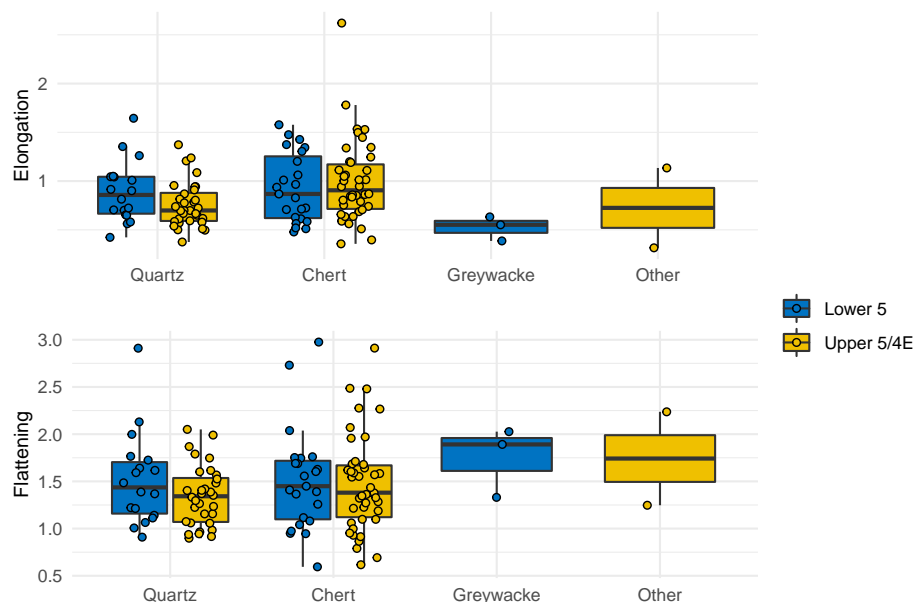 Elongation
2
1
Quartz Chert Greywacke Other
Lower 5
Upper 5/4E
Flattening
3.0
2.5
2.0
1.5
1.0
0.5
Quartz Chert Greywacke Other